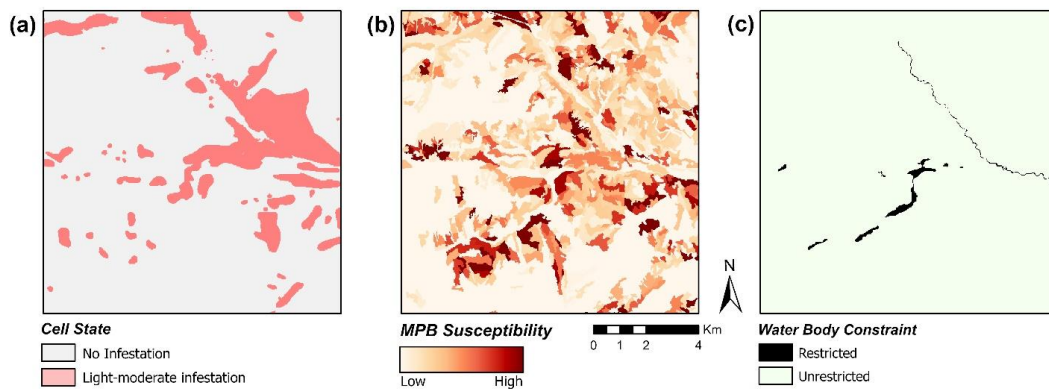 (a)
(b)
(c)
Cell State
No Infestation
Light-moderate infestation
MPB Susceptibility
Low High
N
Km
0 1 2 4
Water Body Constraint
Restricted
Unrestricted